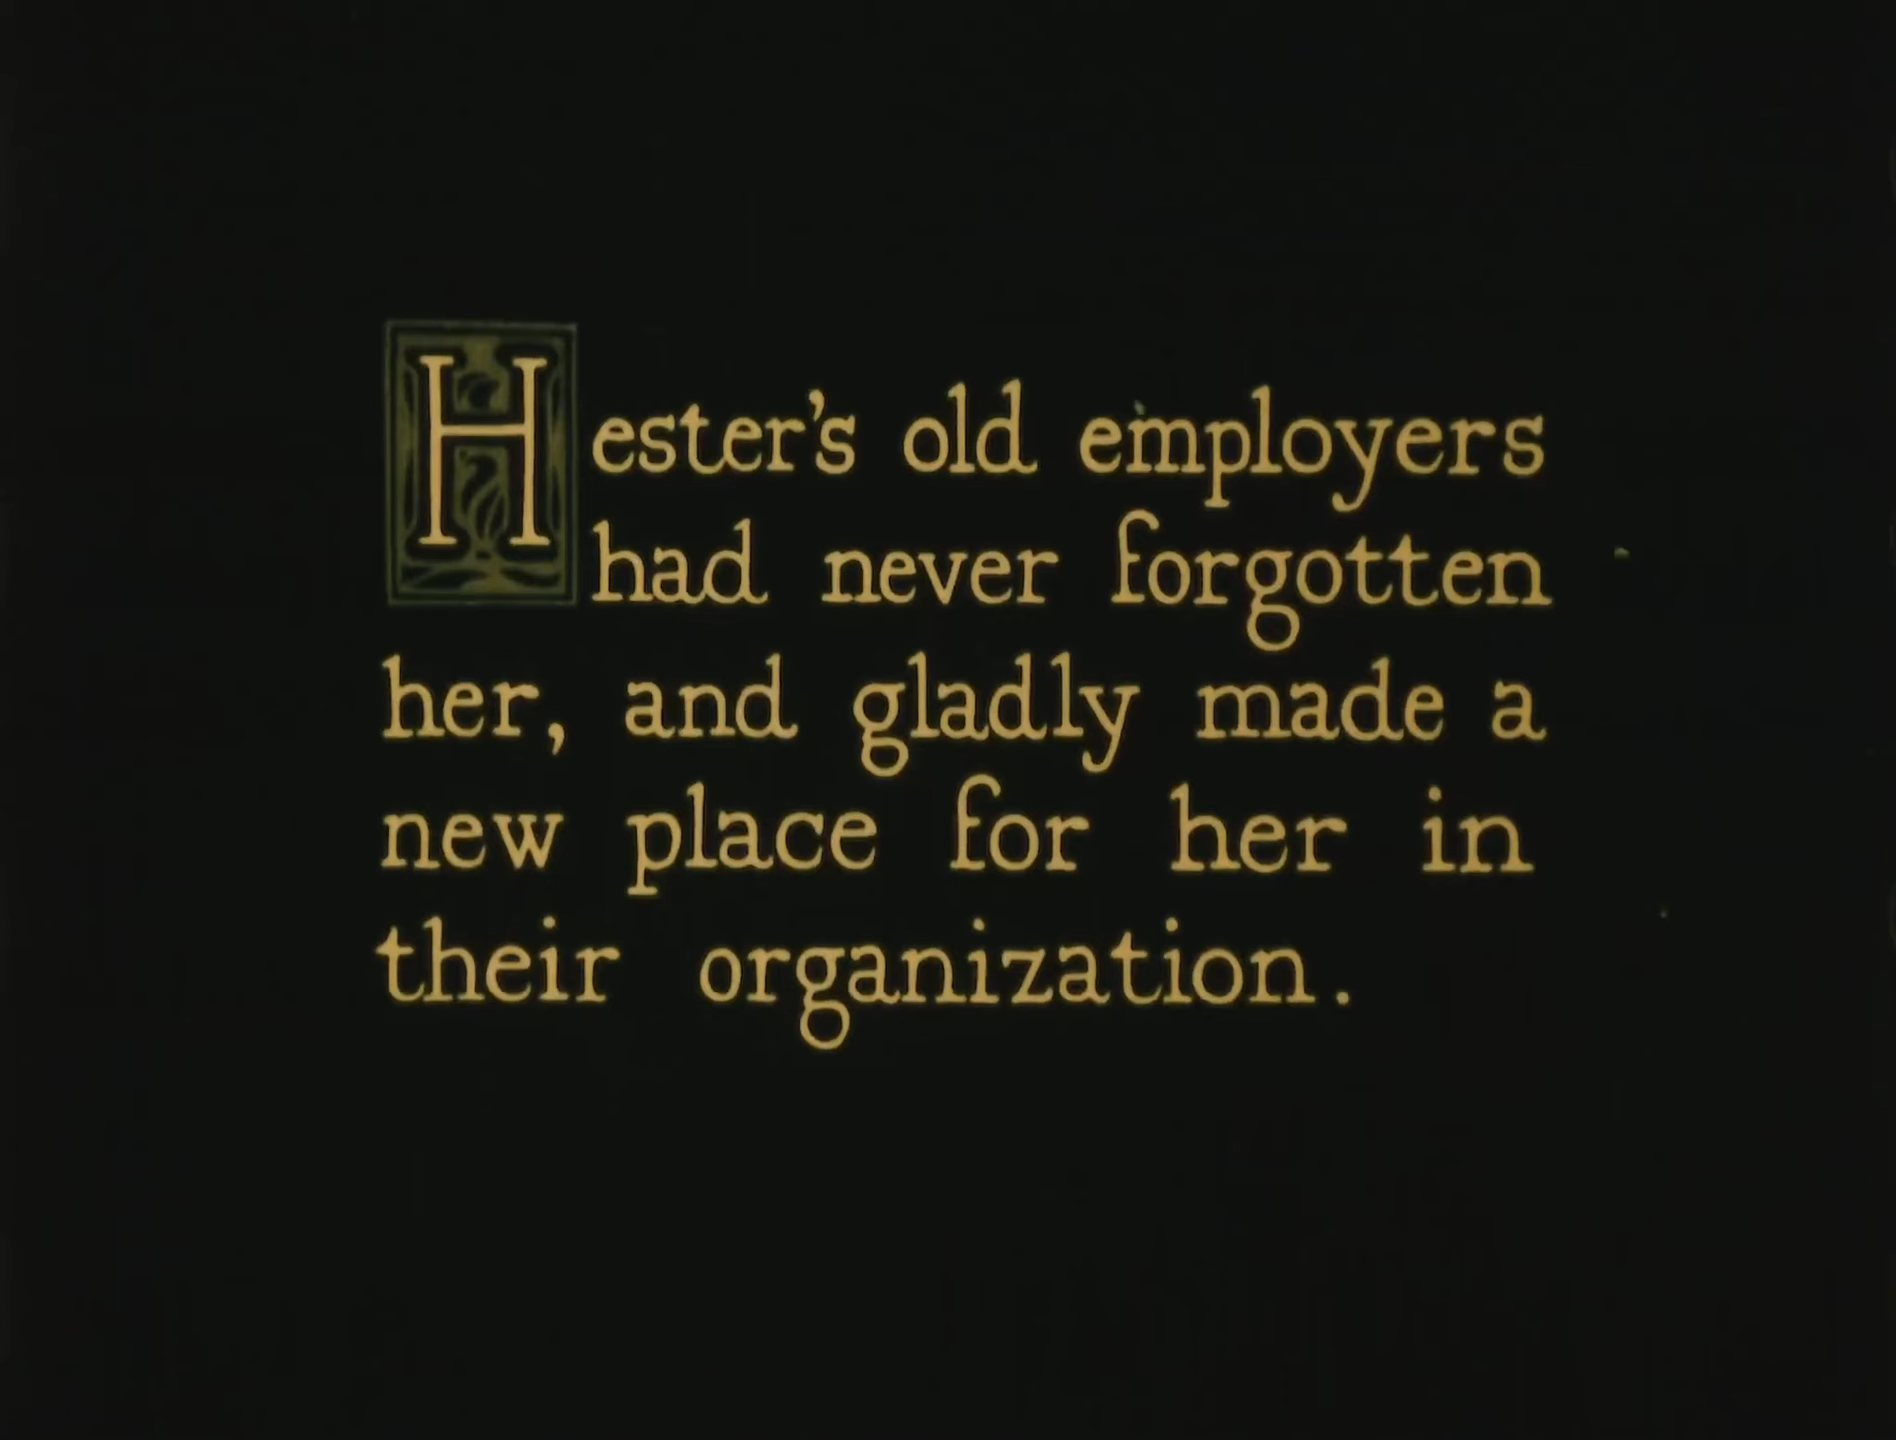 Hester's old employers
had never forgotten
her, and gladly made a
new place for her in
their organization.